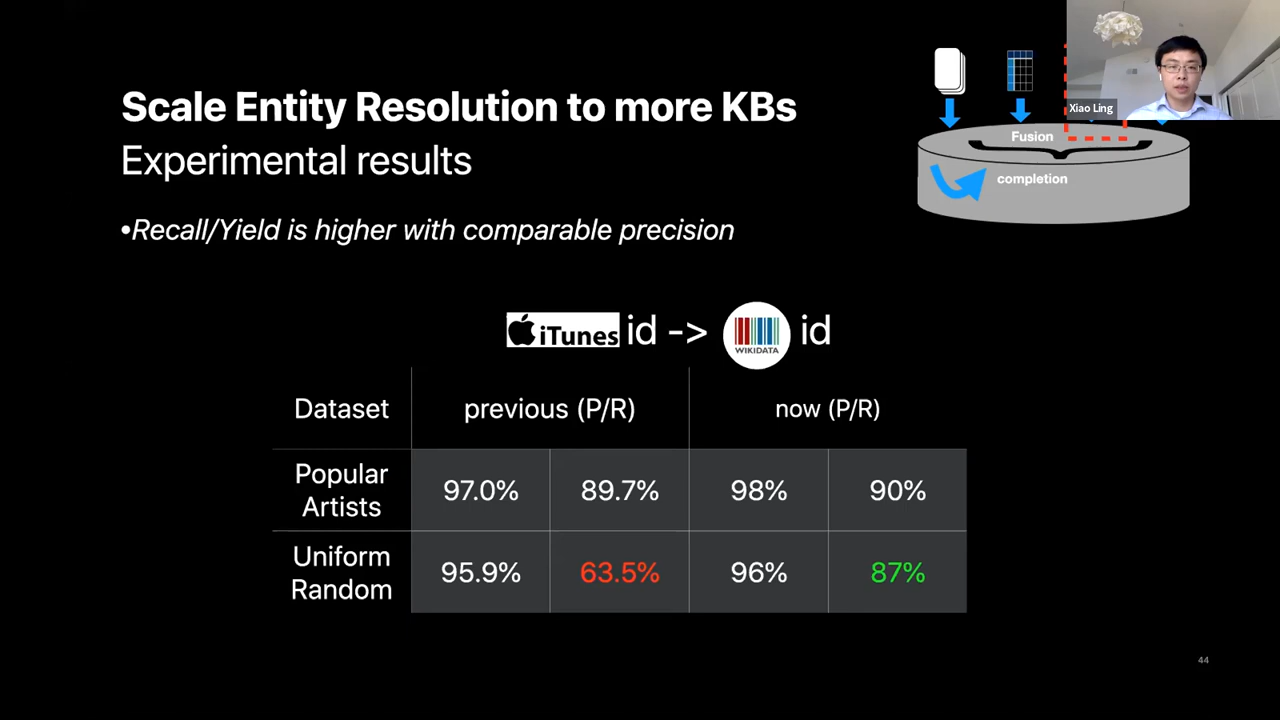 Scale Entity Resolution to more KBs
Experimental results
•Recall/Yield is higher with comparable precision
Xiao Ling
Fusion
completion
iTunes id -> WIKIDATA id
Dataset previous (P/R) now (P/R)
Popular Artists 97.0% 89.7% 98% 90%
Uniform Random 95.9% 63.5% 96% 87%
44